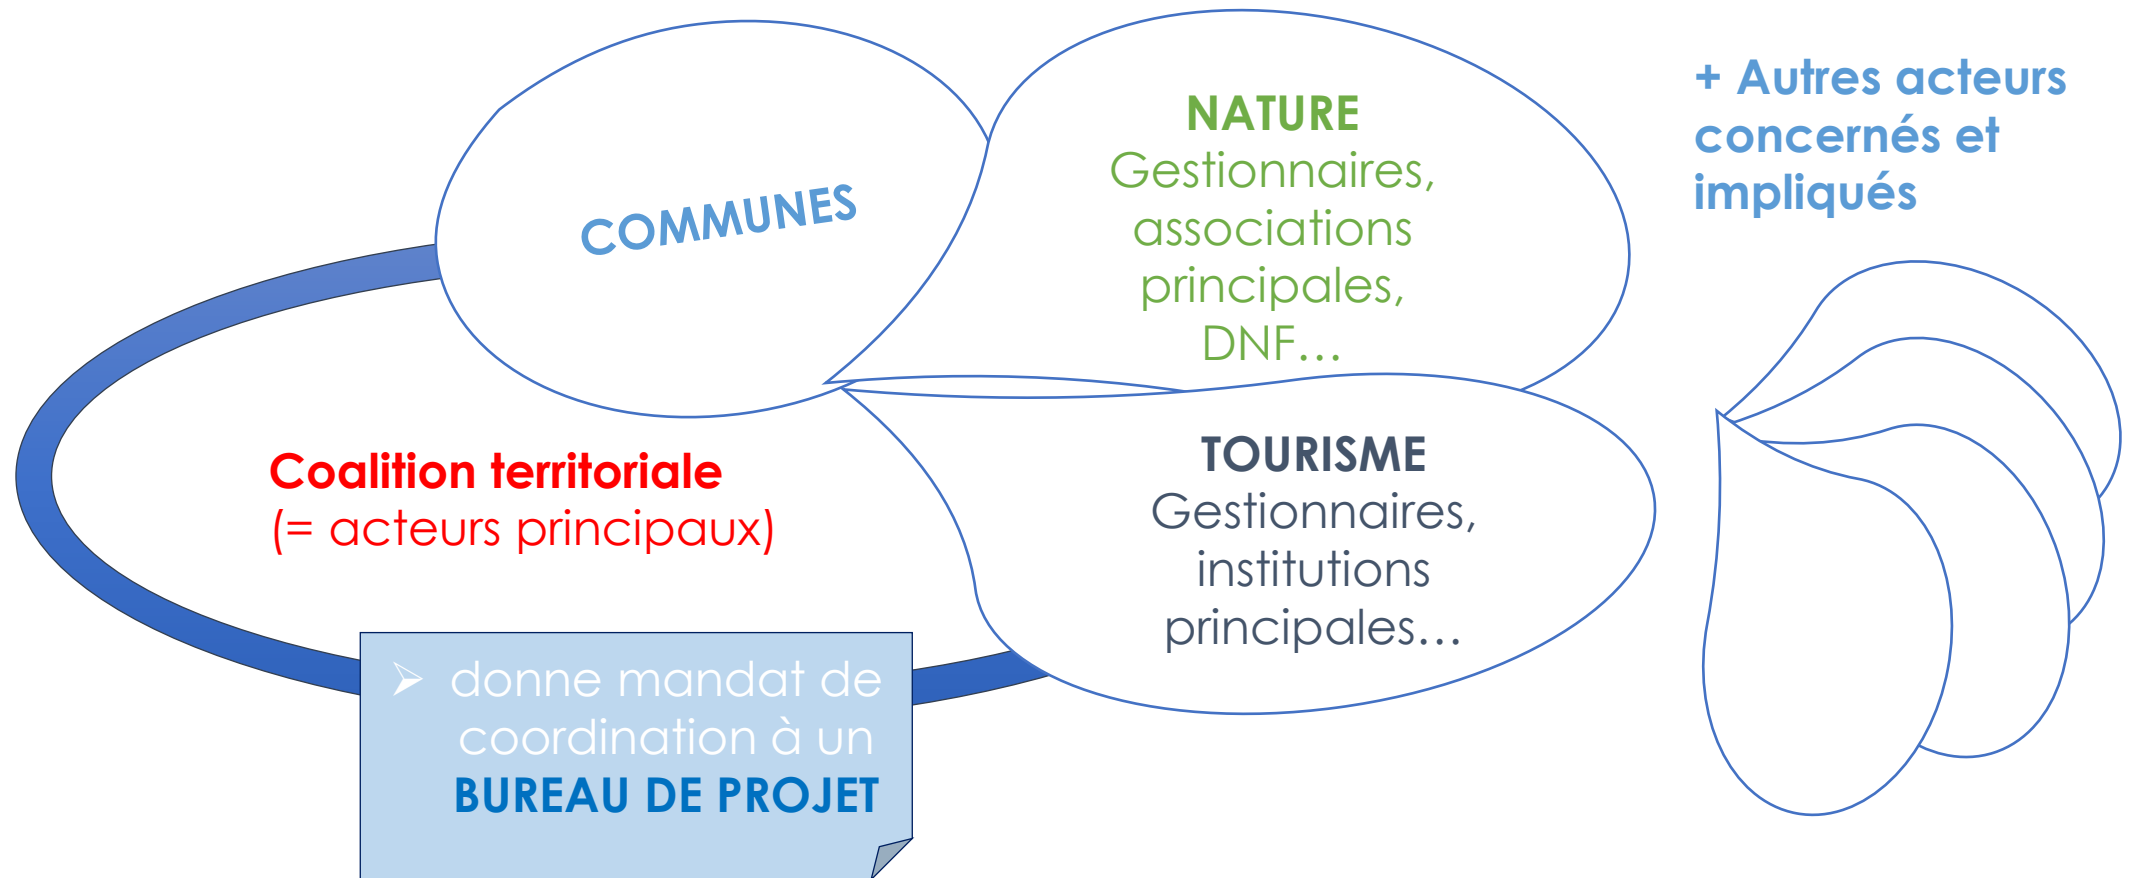 COMMUNES
NATURE
Gestionnaires,
associations
principales,
DNF…
+ Autres acteurs
concernés et
impliqués
Coalition territoriale
(= acteurs principaux)
TOURISME
Gestionnaires,
institutions
principales…
➢ donne mandat de
coordination à un
BUREAU DE PROJET